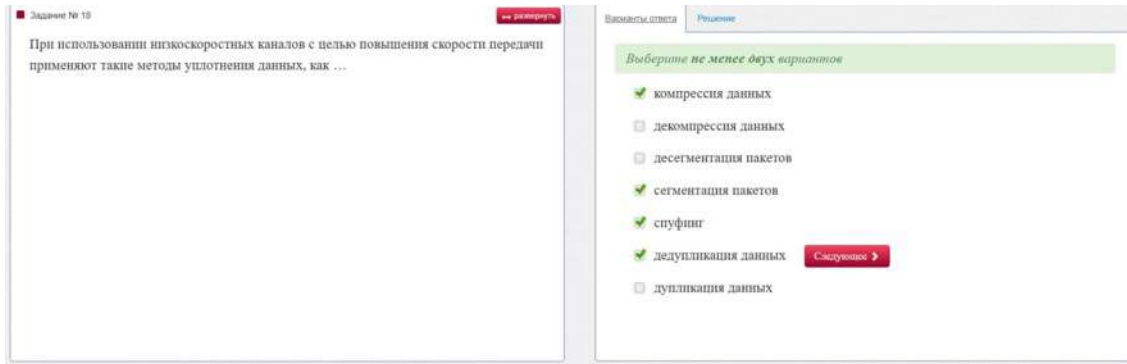 Задание № 18
развернуть
При использовании низкоскоростных каналов с целью повышения скорости передачи
применяют такие методы уплотнения данных, как …
Варианты ответа
Решение
Выберите не менее двух вариантов
компрессия данных
декомпрессия данных
десегментация пакетов
сегментация пакетов
спуфинг
дедупликация данных
Следующее
дупликация данных